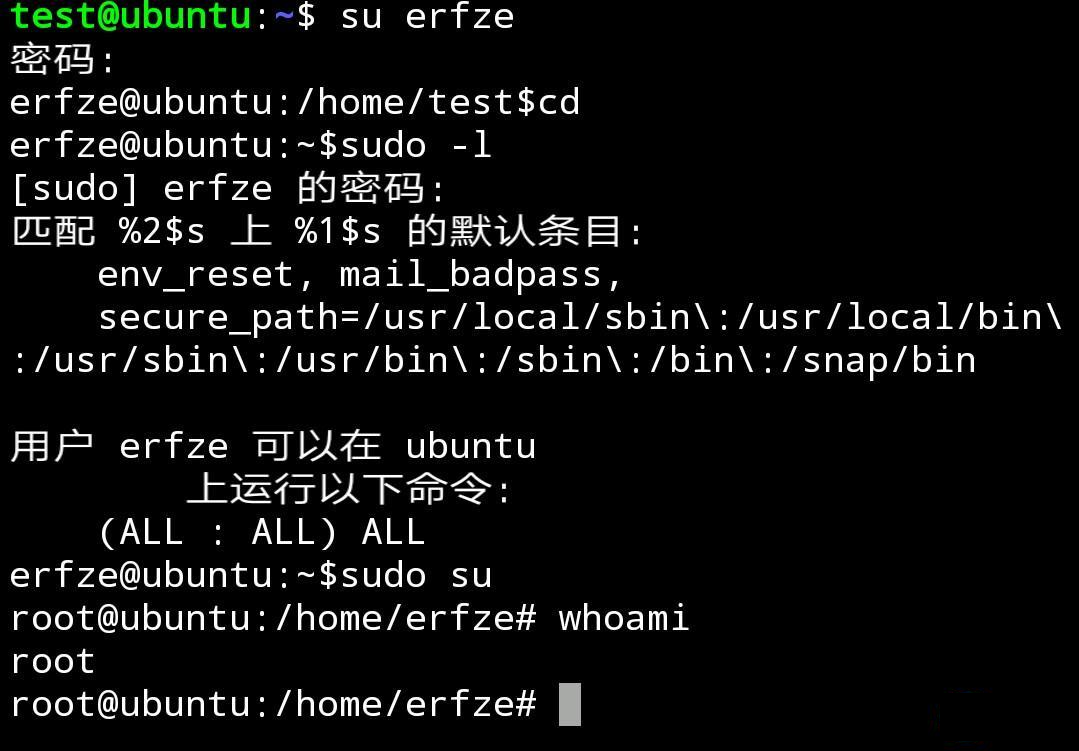 test@ubuntu:~$ su erfze
密码:
erfze@ubuntu:/home/test$cd
erfze@ubuntu:~$sudo -l
[sudo] erfze 的密码:
匹配 %2$s 上 %1$s 的默认条目:
    env_reset, mail_badpass,
    secure_path=/usr/local/sbin\:/usr/local/bin\
:/usr/sbin\:/usr/bin\:/sbin\:/bin\:/snap/bin
用户 erfze 可以在 ubuntu
        上运行以下命令:
    (ALL : ALL) ALL
erfze@ubuntu:~$sudo su
root@ubuntu:/home/erfze# whoami
root
root@ubuntu:/home/erfze#